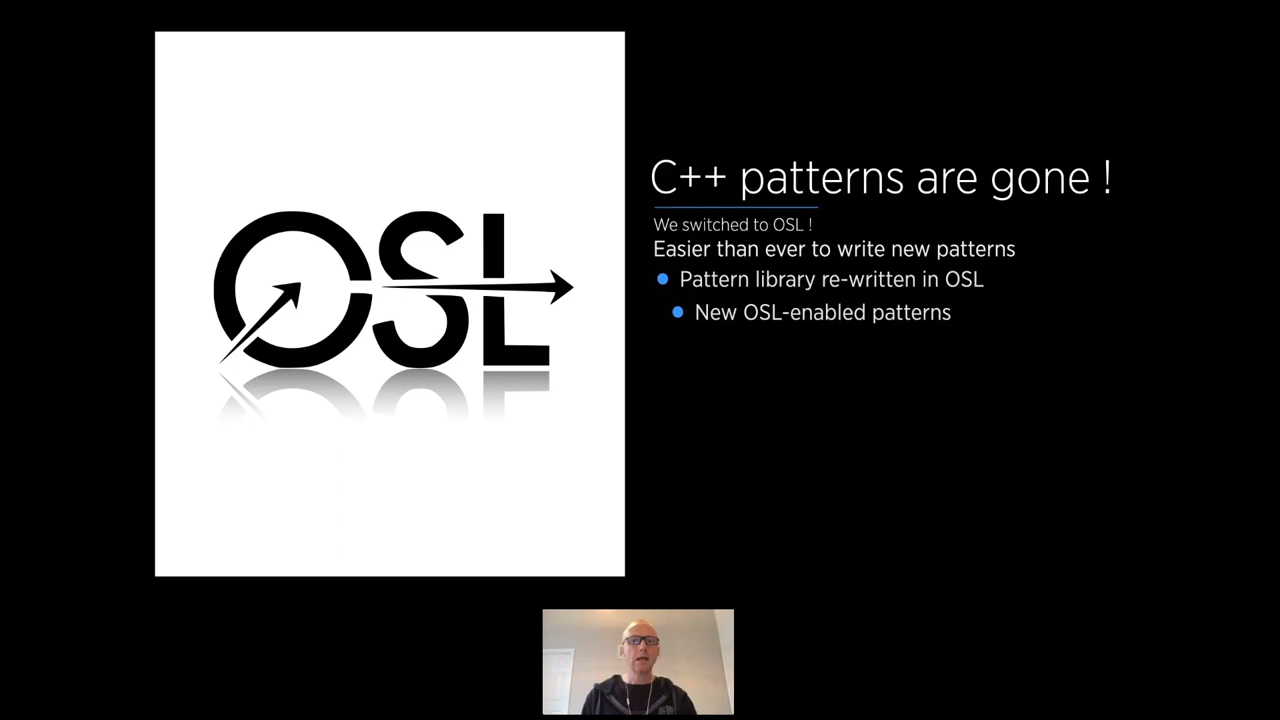 OSL
C++ patterns are gone !
We switched to OSL !
Easier than ever to write new patterns
Pattern library re-written in OSL
New OSL-enabled patterns